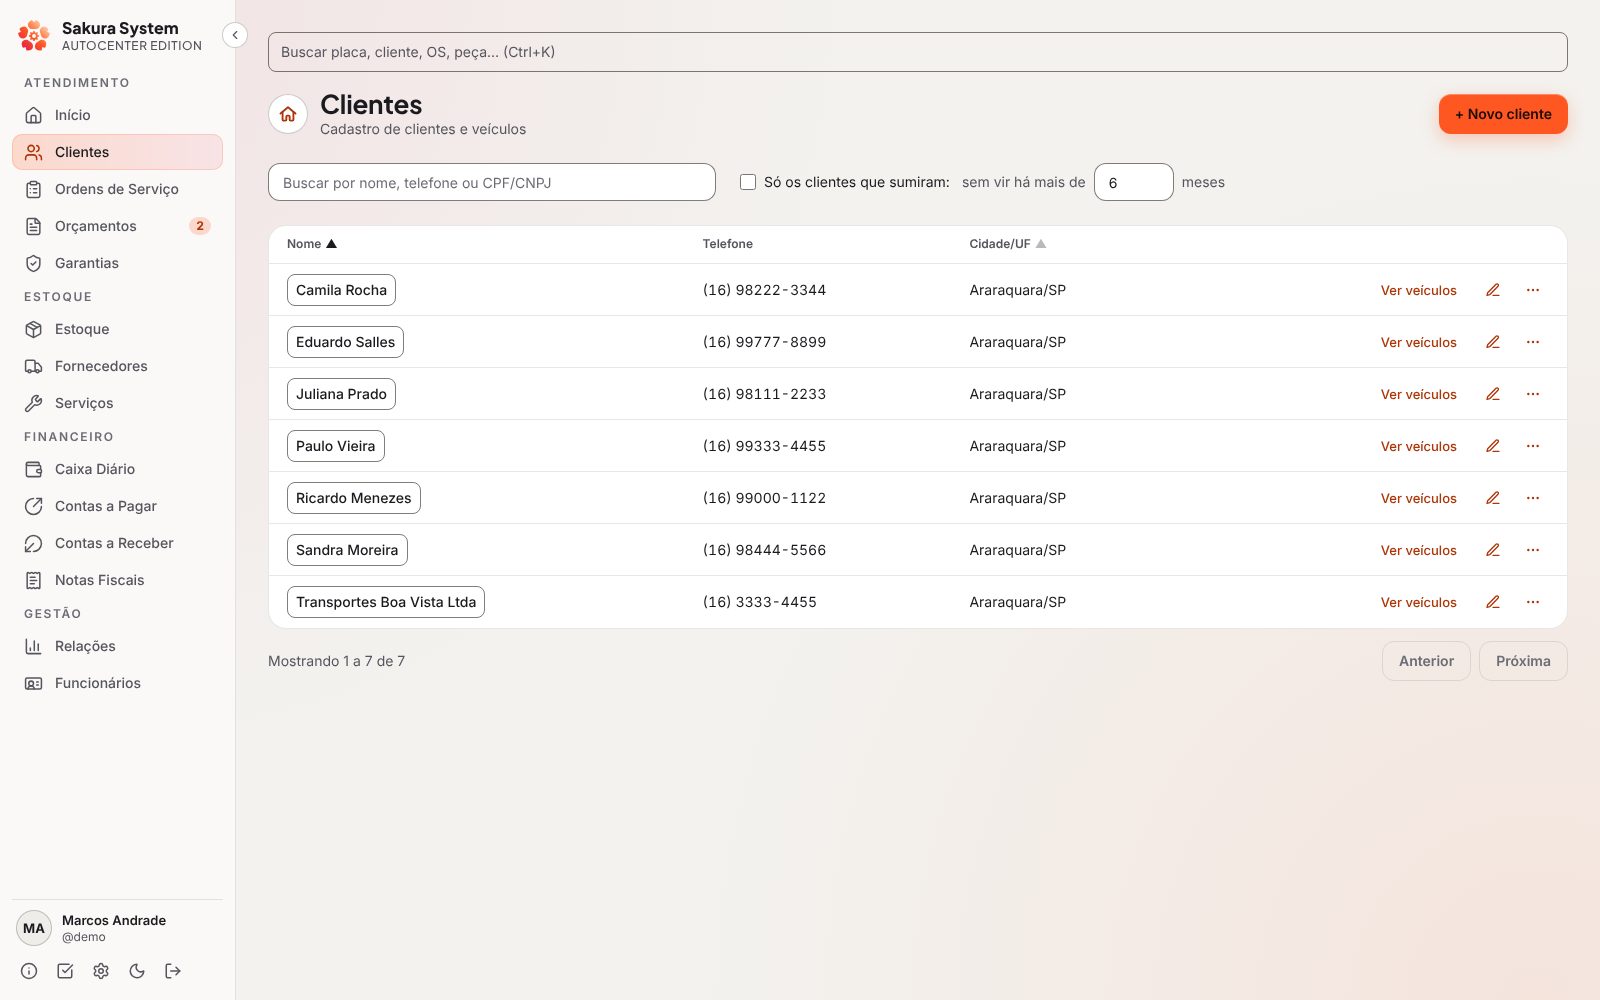 Sakura System
AUTOCENTER EDITION
ATENDIMENTO
Início
Clientes
Ordens de Serviço
Orçamentos 2
Garantias
ESTOQUE
Estoque
Fornecedores
Serviços
FINANCEIRO
Caixa Diário
Contas a Pagar
Contas a Receber
Notas Fiscais
GESTÃO
Relações
Funcionários
MA
Marcos Andrade
@demo
Buscar placa, cliente, OS, peça... (Ctrl+K)
Clientes
Cadastro de clientes e veículos
+ Novo cliente
Buscar por nome, telefone ou CPF/CNPJ
Só os clientes que sumiram: sem vir há mais de 6 meses
Nome ▲ Telefone Cidade/UF ▲
Camila Rocha (16) 98222-3344 Araraquara/SP Ver veículos ...
Eduardo Salles (16) 99777-8899 Araraquara/SP Ver veículos ...
Juliana Prado (16) 98111-2233 Araraquara/SP Ver veículos ...
Paulo Vieira (16) 99333-4455 Araraquara/SP Ver veículos ...
Ricardo Menezes (16) 99000-1122 Araraquara/SP Ver veículos ...
Sandra Moreira (16) 98444-5566 Araraquara/SP Ver veículos ...
Transportes Boa Vista Ltda (16) 3333-4455 Araraquara/SP Ver veículos ...
Mostrando 1 a 7 de 7
Anterior Próxima